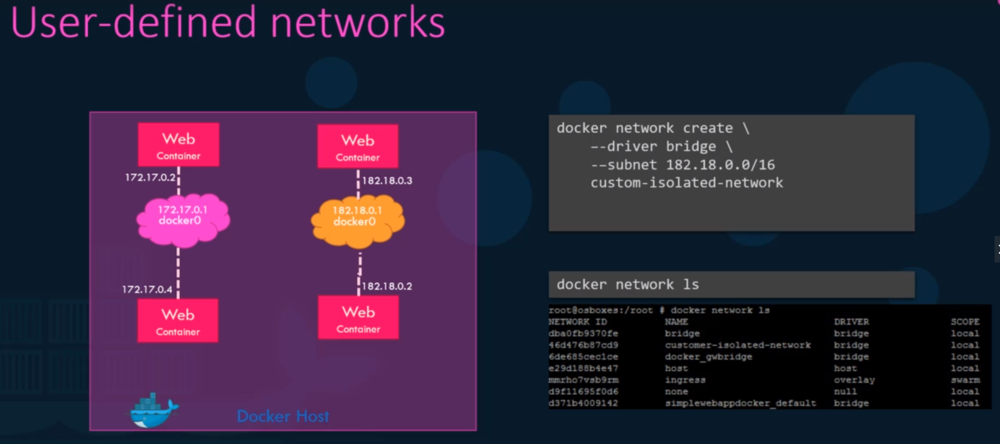 User-defined networks
Web
Container
172.17.0.2
172.17.0.1
docker0
172.17.0.4
Web
Container
Web
Container
182.18.0.3
182.18.0.1
docker0
182.18.0.2
Web
Container
Docker Host
docker network create \
--driver bridge \
--subnet 182.18.0.0/16
custom-isolated-network
docker network ls
root@osboxes:/root # docker network ls
NETWORK ID NAME DRIVER SCOPE
dba0fb9370fe bridge bridge local
46d476b87cd9 customer-isolated-network bridge local
6de685cec1ce docker_gwbridge bridge local
e29d188b4e47 host host local
mmrho7vsb9rm ingress overlay swarm
d9f11695f0d6 none null local
d371b4009142 simplewebappdocker_default bridge local